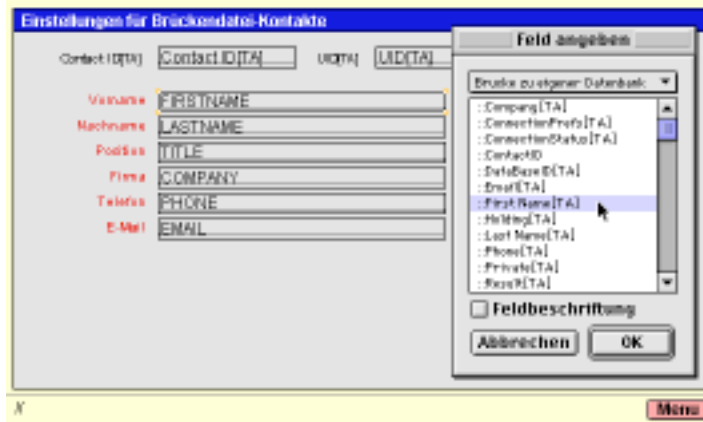 Einstellungen für Brückendatei-Kontakte
Contact ID[TA] Contact ID[TA] UID[TA] UID[TA]
Vorname FIRSTNAME
Nachname LASTNAME
Position TITLE
Firma COMPANY
Telefon PHONE
E-Mail EMAIL
Feld angeben
Brücke zu eigener Datenbank
::Company[TA]
::ConnectionPrefs[TA]
::ConnectionStatus[TA]
::ContactID
::DataBaseID[TA]
::Email[TA]
::First Name[TA]
::Holding[TA]
::Last Name[TA]
::Phone[TA]
::Private[TA]
Feldbeschriftung
Abbrechen OK
X
Menu